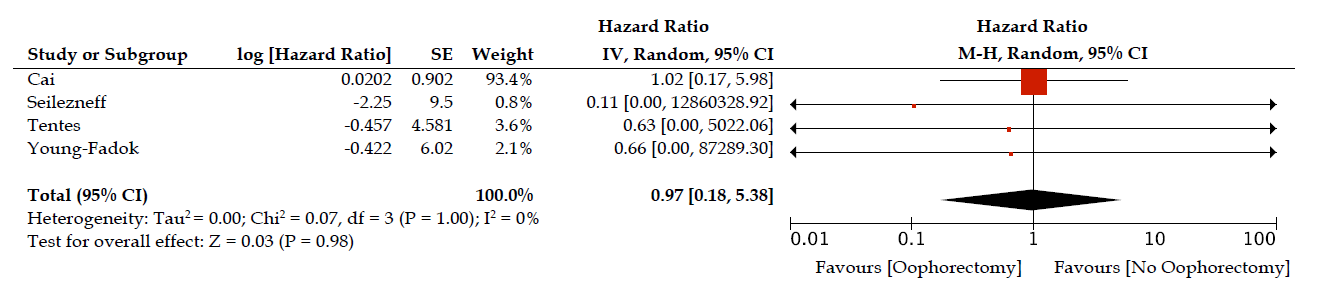 Hazard Ratio Hazard Ratio
Study or Subgroup log [Hazard Ratio] SE Weight IV, Random, 95% CI M-H, Random, 95% CI
Cai 0.0202 0.902 93.4% 1.02 [0.17, 5.98]
Seilezneff -2.25 9.5 0.8% 0.11 [0.00, 12860328.92]
Tentes -0.457 4.581 3.6% 0.63 [0.00, 5022.06]
Young-Fadok -0.422 6.02 2.1% 0.66 [0.00, 87289.30]
Total (95% CI) 100.0% 0.97 [0.18, 5.38]
Heterogeneity: Tau² = 0.00; Chi² = 0.07, df = 3 (P = 1.00); I² = 0%
Test for overall effect: Z = 0.03 (P = 0.98)
0.01 0.1 1 10 100
Favours [Oophorectomy] Favours [No Oophorectomy]